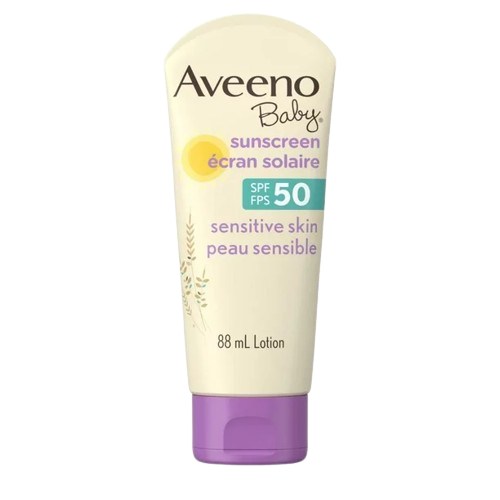 Aveeno
Baby®
sunscreen
écran solaire
SPF
FPS 50
sensitive skin
peau sensible
88 mL Lotion